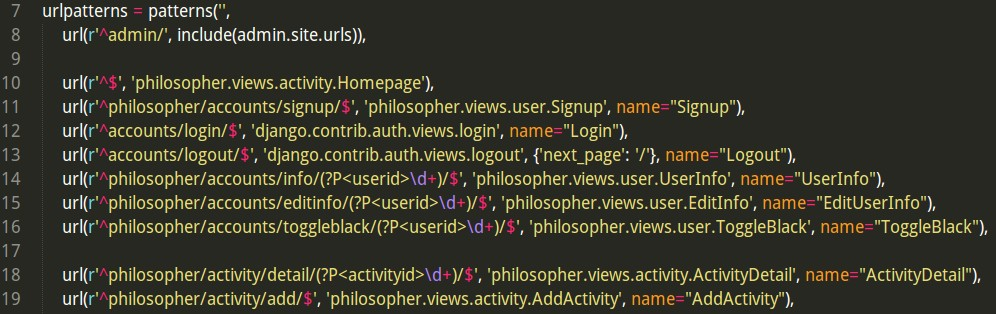 7 urlpatterns = patterns('',
8 url(r'^admin/', include(admin.site.urls)),
9
10 url(r'^$', 'philosopher.views.activity.Homepage'),
11 url(r'^philosopher/accounts/signup/$', 'philosopher.views.user.Signup', name="Signup"),
12 url(r'^accounts/login/$', 'django.contrib.auth.views.login', name="Login"),
13 url(r'^accounts/logout/$', 'django.contrib.auth.views.logout', {'next_page': '/'}, name="Logout"),
14 url(r'^philosopher/accounts/info/(?P<userid>\d+)/$', 'philosopher.views.user.UserInfo', name="UserInfo"),
15 url(r'^philosopher/accounts/editinfo/(?P<userid>\d+)/$', 'philosopher.views.user.EditInfo', name="EditUserInfo"),
16 url(r'^philosopher/accounts/toggleblack/(?P<userid>\d+)/$', 'philosopher.views.user.ToggleBlack', name="ToggleBlack"),
17
18 url(r'^philosopher/activity/detail/(?P<activityid>\d+)/$', 'philosopher.views.activity.ActivityDetail', name="ActivityDetail"),
19 url(r'^philosopher/activity/add/$', 'philosopher.views.activity.AddActivity', name="AddActivity"),